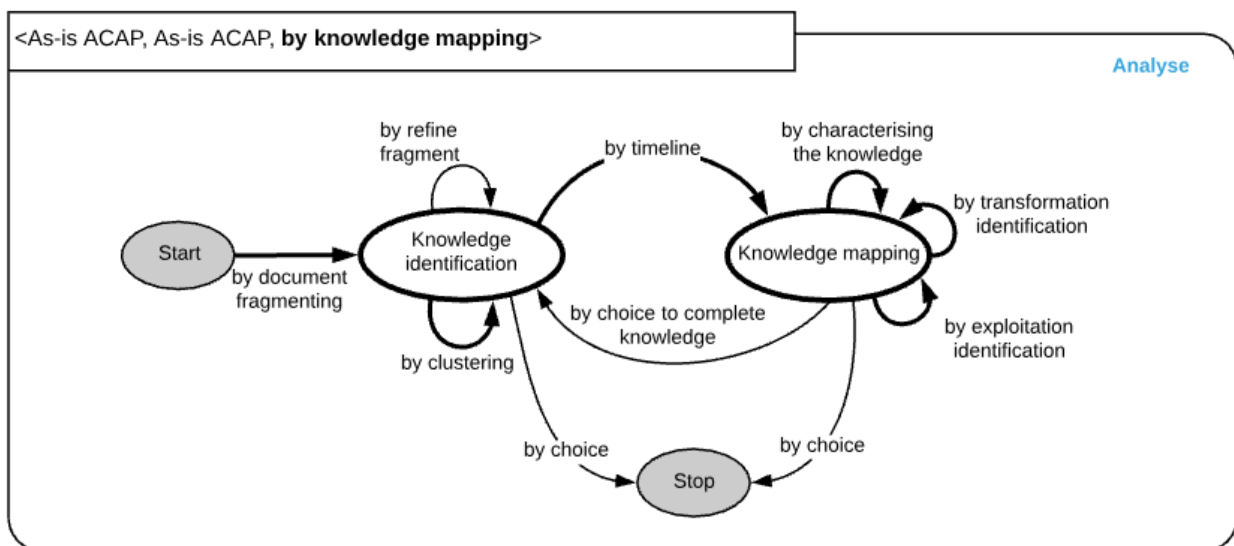 <As-is ACAP, As-is ACAP, by knowledge mapping>
Analyse
by refine
fragment
by timeline
by characterising
the knowledge
by transformation
identification
Start
Knowledge
identification
Knowledge mapping
by document
fragmenting
by choice to complete
knowledge
by exploitation
identification
by clustering
by choice
by choice
Stop